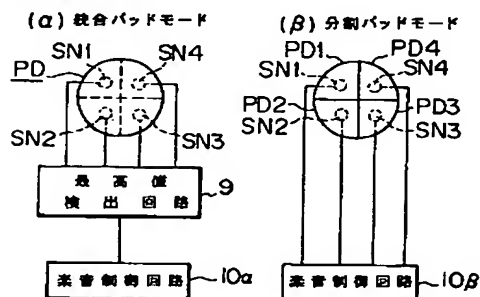 (α) 統合パッドモード
(β) 分割パッドモード
SN1
SN4
PD
SN2
SN3
最高値
検出回路
9
楽音制御回路
10α
PD1
PD4
SN1
SN4
PD2
PD3
SN2
SN3
楽音制御回路
10β